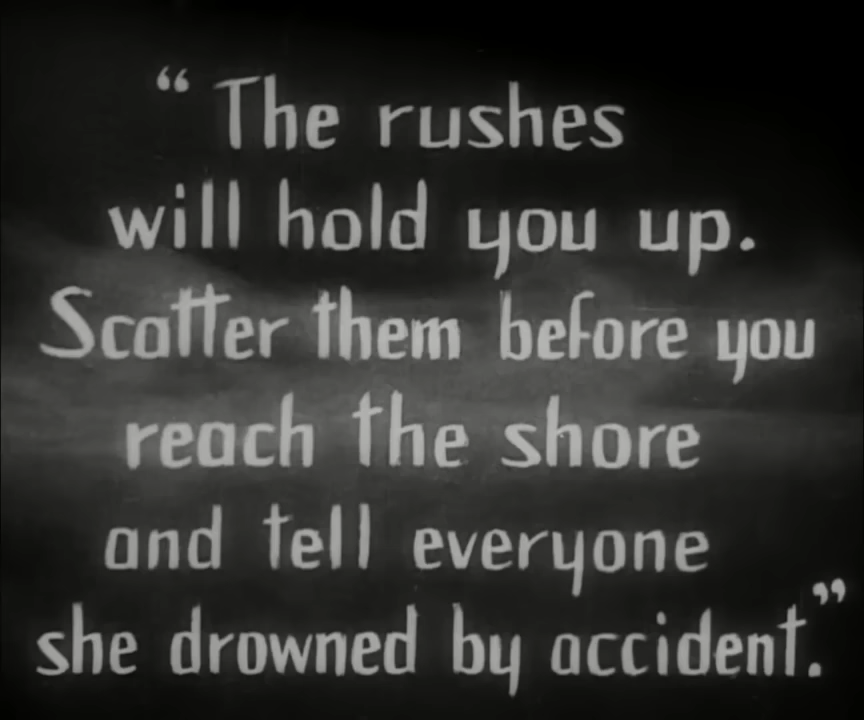 “The rushes
will hold you up.
Scatter them before you
reach the shore
and tell everyone
she drowned by accident.”